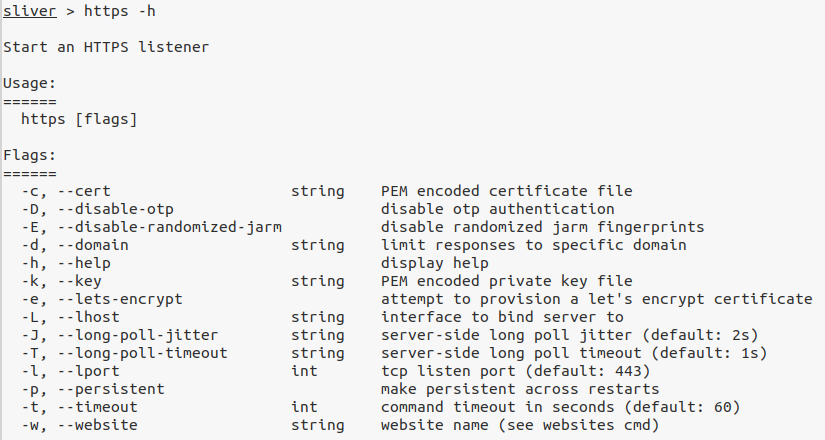 sliver > https -h
Start an HTTPS listener
Usage:
======
https [flags]
Flags:
======
-c, --cert string PEM encoded certificate file
-D, --disable-otp disable otp authentication
-E, --disable-randomized-jarm disable randomized jarm fingerprints
-d, --domain string limit responses to specific domain
-h, --help display help
-k, --key string PEM encoded private key file
-e, --lets-encrypt attempt to provision a let's encrypt certificate
-L, --lhost string interface to bind server to
-J, --long-poll-jitter string server-side long poll jitter (default: 2s)
-T, --long-poll-timeout string server-side long poll timeout (default: 1s)
-l, --lport int tcp listen port (default: 443)
-p, --persistent make persistent across restarts
-t, --timeout int command timeout in seconds (default: 60)
-w, --website string website name (see websites cmd)